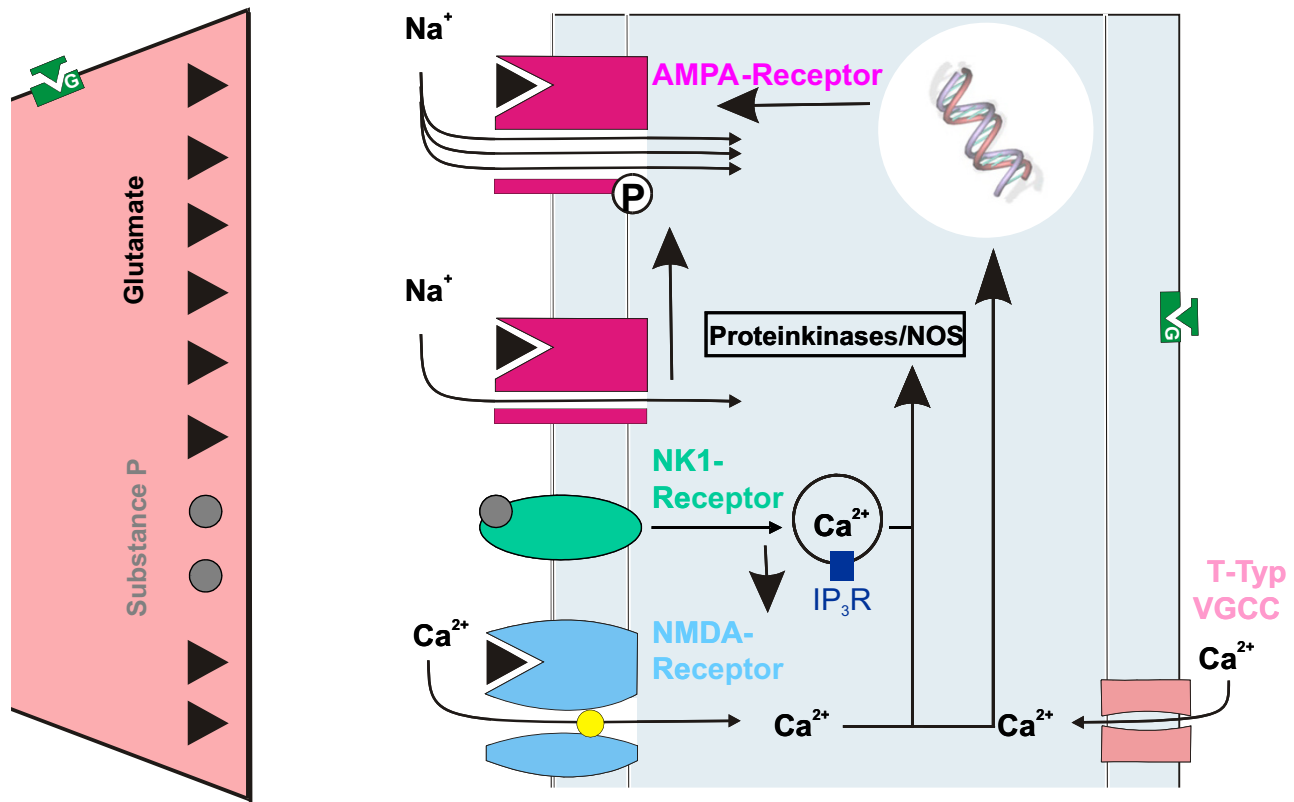 Na⁺
G
AMPA-Receptor
Glutamate
P
Na⁺
Proteinkinases/NOS
G
NK1-
Receptor
Substance P
Ca²⁺
IP₃R
T-Typ
VGCC
Ca²⁺
NMDA-
Receptor
Ca²⁺
Ca²⁺
Ca²⁺